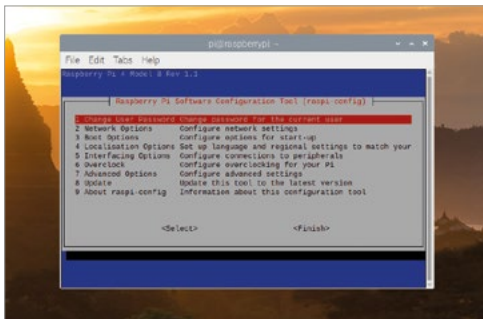 pi@raspberrypi: ~
File Edit Tabs Help
Raspberry Pi 4 Model B Rev 1.1
Raspberry Pi Software Configuration Tool (raspi-config)
1 Change User Password Change password for the current user
2 Network Options Configure network settings
3 Boot Options Configure options for start-up
4 Localisation Options Set up language and regional settings to match your
5 Interfacing Options Configure connections to peripherals
6 Overclock Configure overclocking for your Pi
7 Advanced Options Configure advanced settings
8 Update Update this tool to the latest version
9 About raspi-config Information about this configuration tool
<Select> <Finish>